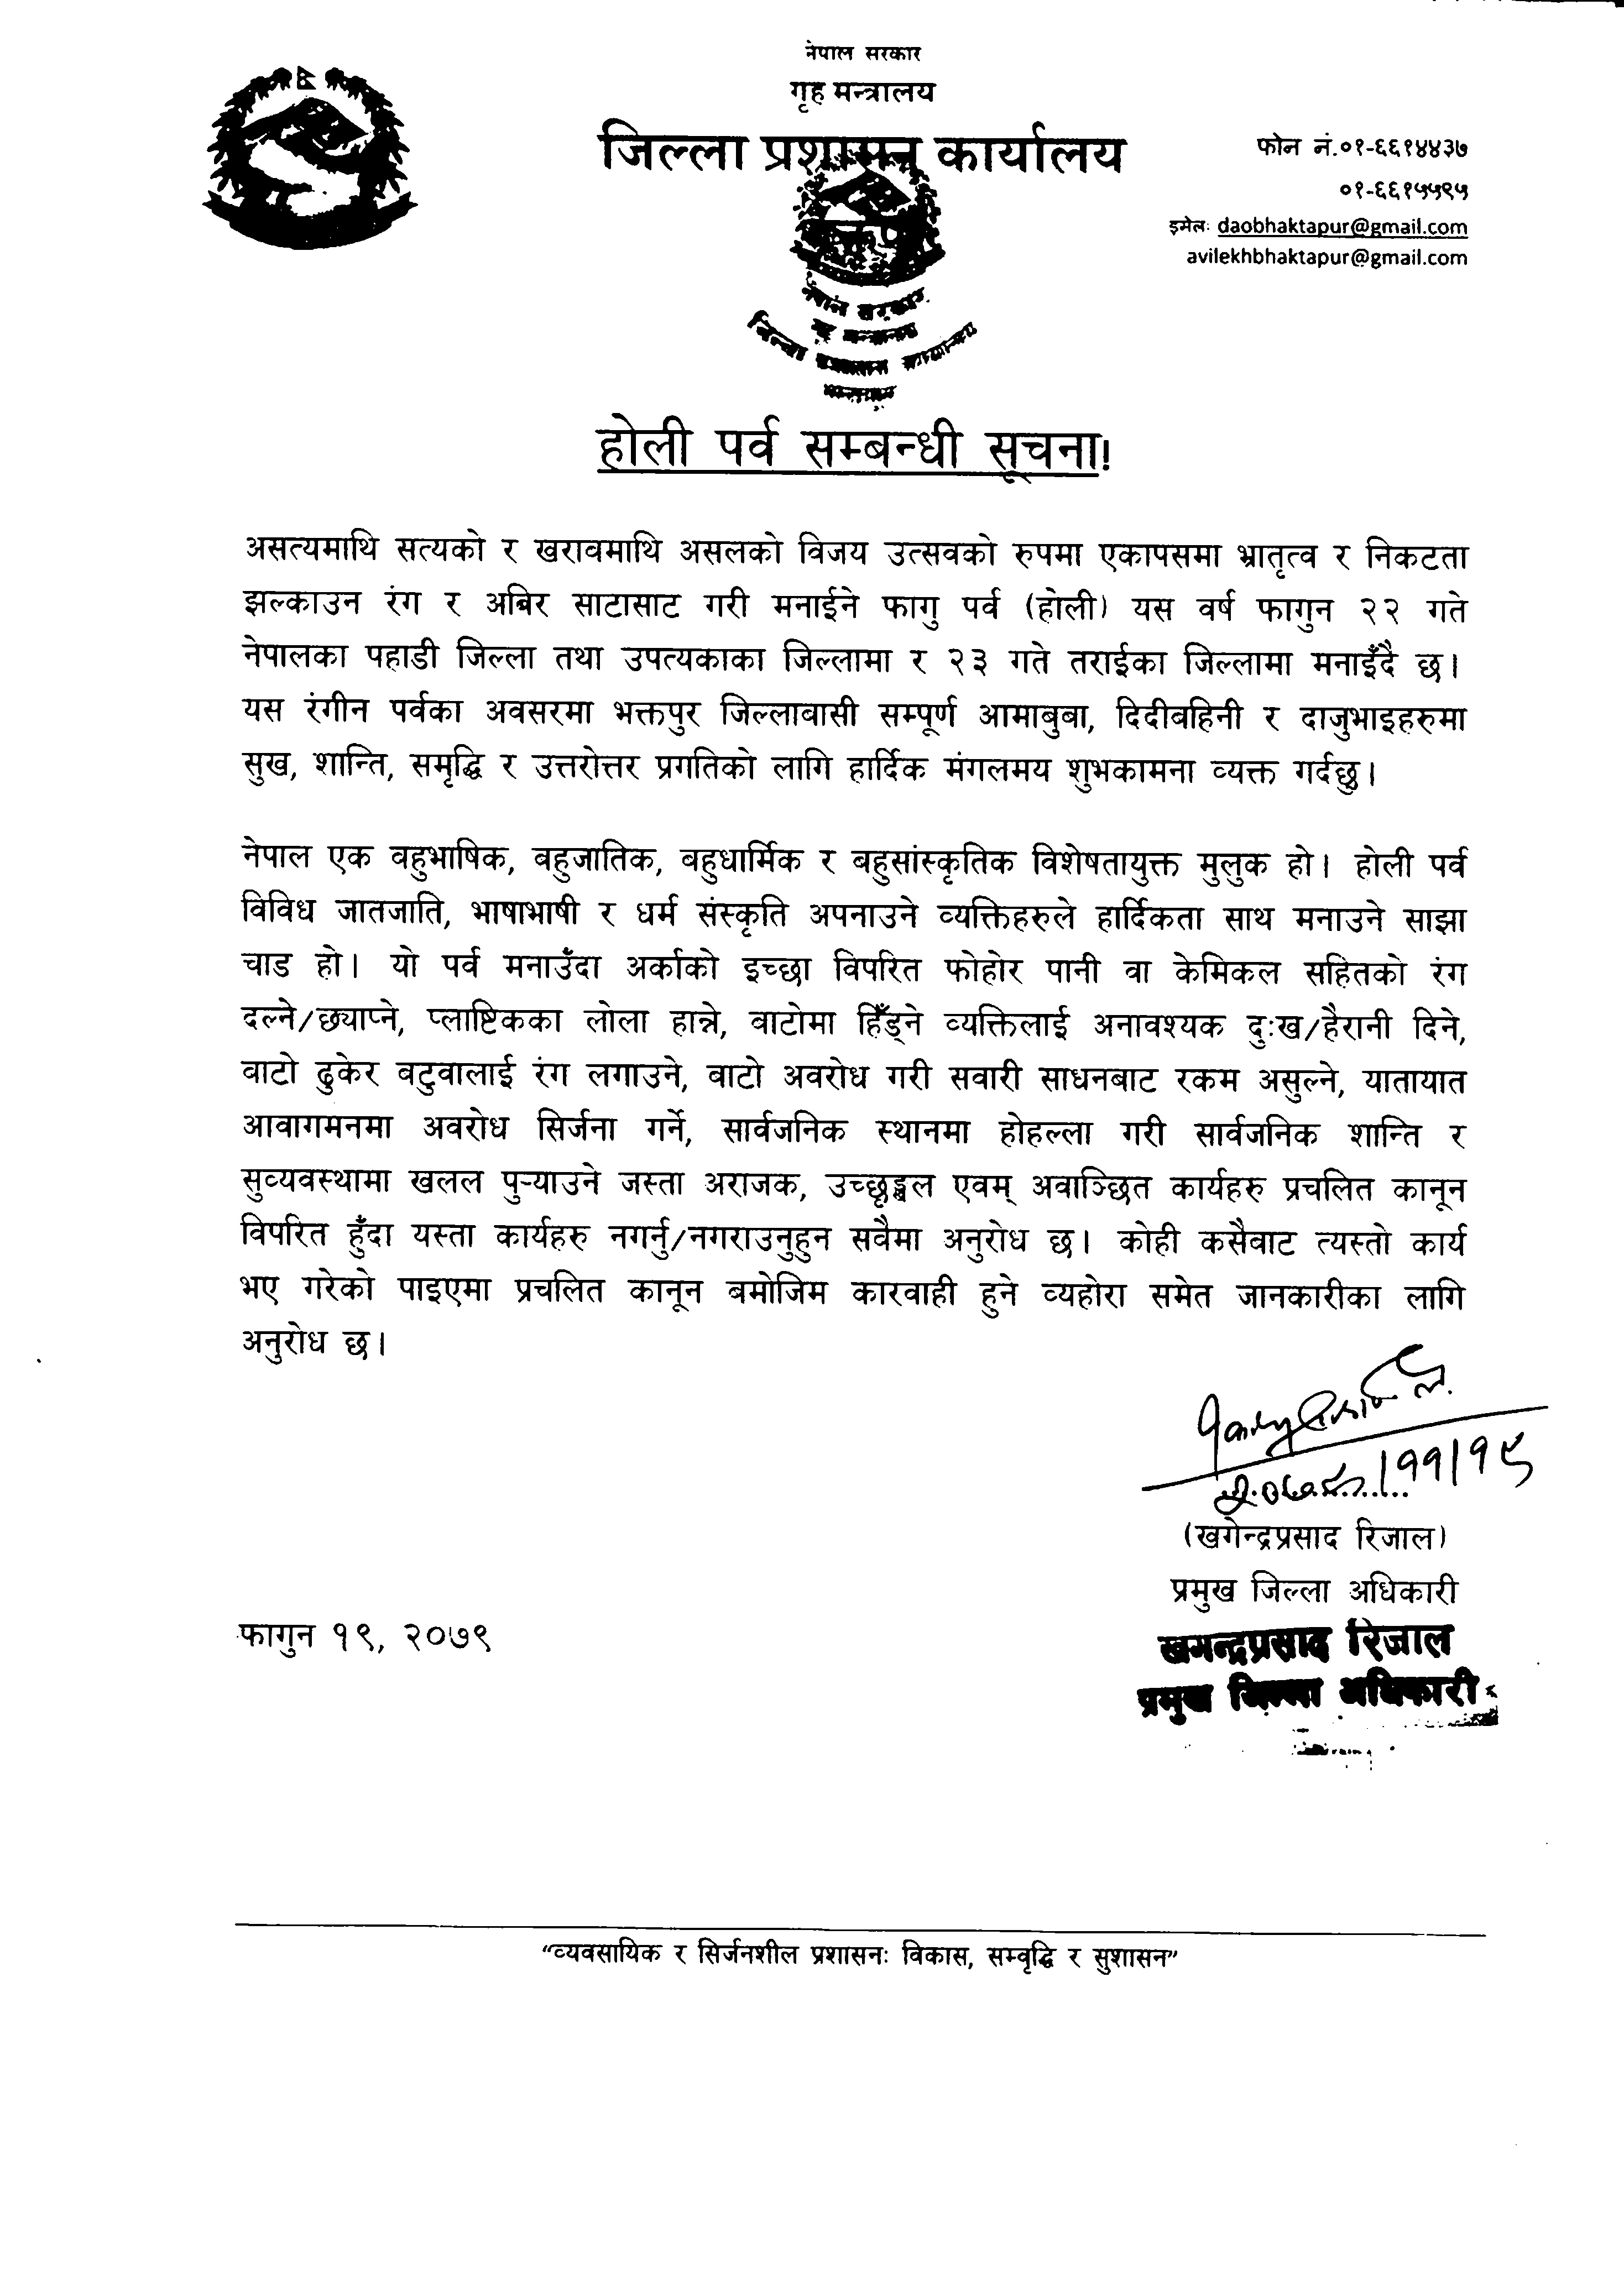 नेपाल सरकार
गृह मन्त्रालय
जिल्ला प्रशासन कार्यालय
फोन नं.०१-६६१४४३७
०१-६६१५५९५
इमेलः daobhaktapur@gmail.com
avilekhbhaktapur@gmail.com
नेपाल सरकार
गृह मन्त्रालय
जिल्ला प्रशासन कार्यालय
होली पर्व सम्बन्धी सूचना!
असत्यमाथि सत्यको र खरावमाथि असलको विजय उत्सवको रुपमा एकापसमा भ्रातृत्व र निकटता
झल्काउन रंग र अबिर साटासाट गरी मनाईने फागु पर्व (होली) यस वर्ष फागुन २२ गते
नेपालका पहाडी जिल्ला तथा उपत्यकाका जिल्लामा र २३ गते तराईका जिल्लामा मनाइँदै छ।
यस रंगीन पर्वका अवसरमा भक्तपुर जिल्लाबासी सम्पूर्ण आमाबुबा, दिदीबहिनी र दाजुभाइहरुमा
सुख, शान्ति, समृद्धि र उत्तरोत्तर प्रगतिको लागि हार्दिक मंगलमय शुभकामना व्यक्त गर्दछु।
नेपाल एक वहुभाषिक, बहुजातिक, बहुधार्मिक र बहुसांस्कृतिक विशेषतायुक्त मुलुक हो। होली पर्व
विविध जातजाति, भाषाभाषी र धर्म संस्कृति अपनाउने व्यक्तिहरुले हार्दिकता साथ मनाउने साझा
चाड हो। यो पर्व मनाउँदा अर्काको इच्छा विपरित फोहोर पानी वा केमिकल सहितको रंग
दल्ने/छ्याप्ने, प्लाष्टिकका लोला हान्ने, वाटोमा हिँड्ने व्यक्तिलाई अनावश्यक दुःख/हैरानी दिने,
वाटो ढुकेर बटुवालाई रंग लगाउने, वाटो अवरोध गरी सवारी साधनबाट रकम असुल्ने, यातायात
आवागमनमा अवरोध सिर्जना गर्ने, सार्वजनिक स्थानमा होहल्ला गरी सार्वजनिक शान्ति र
सुव्यवस्थामा खलल पुऱ्याउने जस्ता अराजक, उच्छृङ्खल एवम् अवाञ्छित कार्यहरु प्रचलित कानून
विपरित हुँदा यस्ता कार्यहरु नगर्नु/नगराउनुहुन सवैमा अनुरोध छ। कोही कसैबाट त्यस्तो कार्य
भए गरेको पाइएमा प्रचलित कानून बमोजिम कारवाही हुने व्यहोरा समेत जानकारीका लागि
अनुरोध छ।
२०७९/११/१९
(खगेन्द्रप्रसाद रिजाल)
प्रमुख जिल्ला अधिकारी
फागुन १९, २०७९
खगेन्द्रप्रसाद रिजाल
प्रमुख जिल्ला अधिकारी
“व्यवसायिक र सिर्जनशील प्रशासनः विकास, सम्वृद्धि र सुशासन”